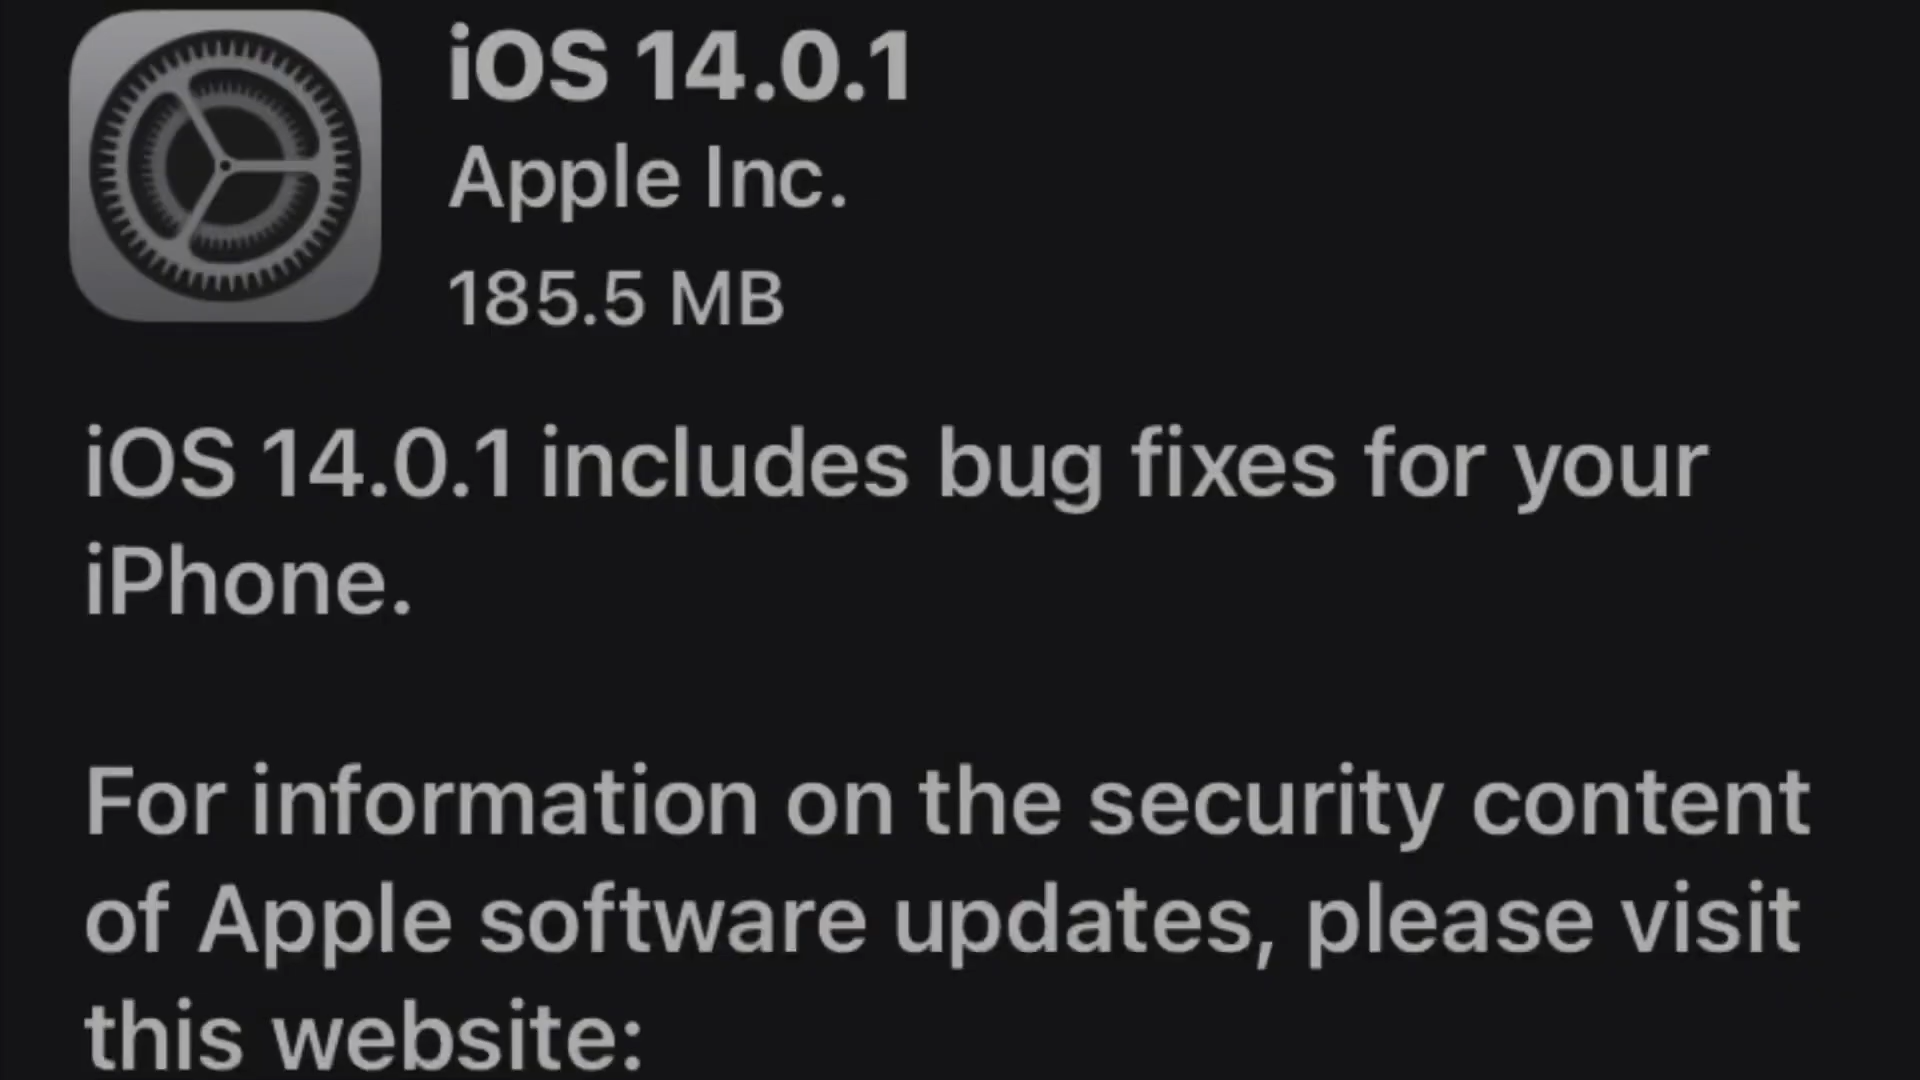 iOS 14.0.1
Apple Inc.
185.5 MB
iOS 14.0.1 includes bug fixes for your
iPhone.
For information on the security content
of Apple software updates, please visit
this website: